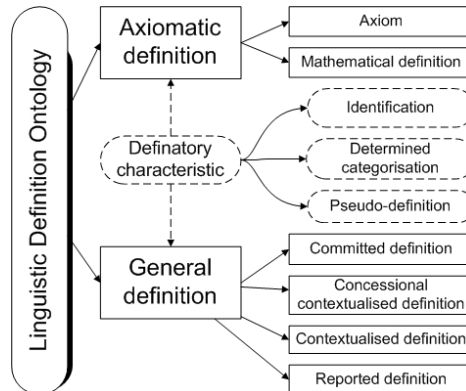 Linguistic Definition Ontology
Axiomatic
definition
Axiom
Mathematical definition
Definatory
characteristic
Identification
Determined
categorisation
Pseudo-definition
General
definition
Committed definition
Concessional
contextualised definition
Contextualised definition
Reported definition